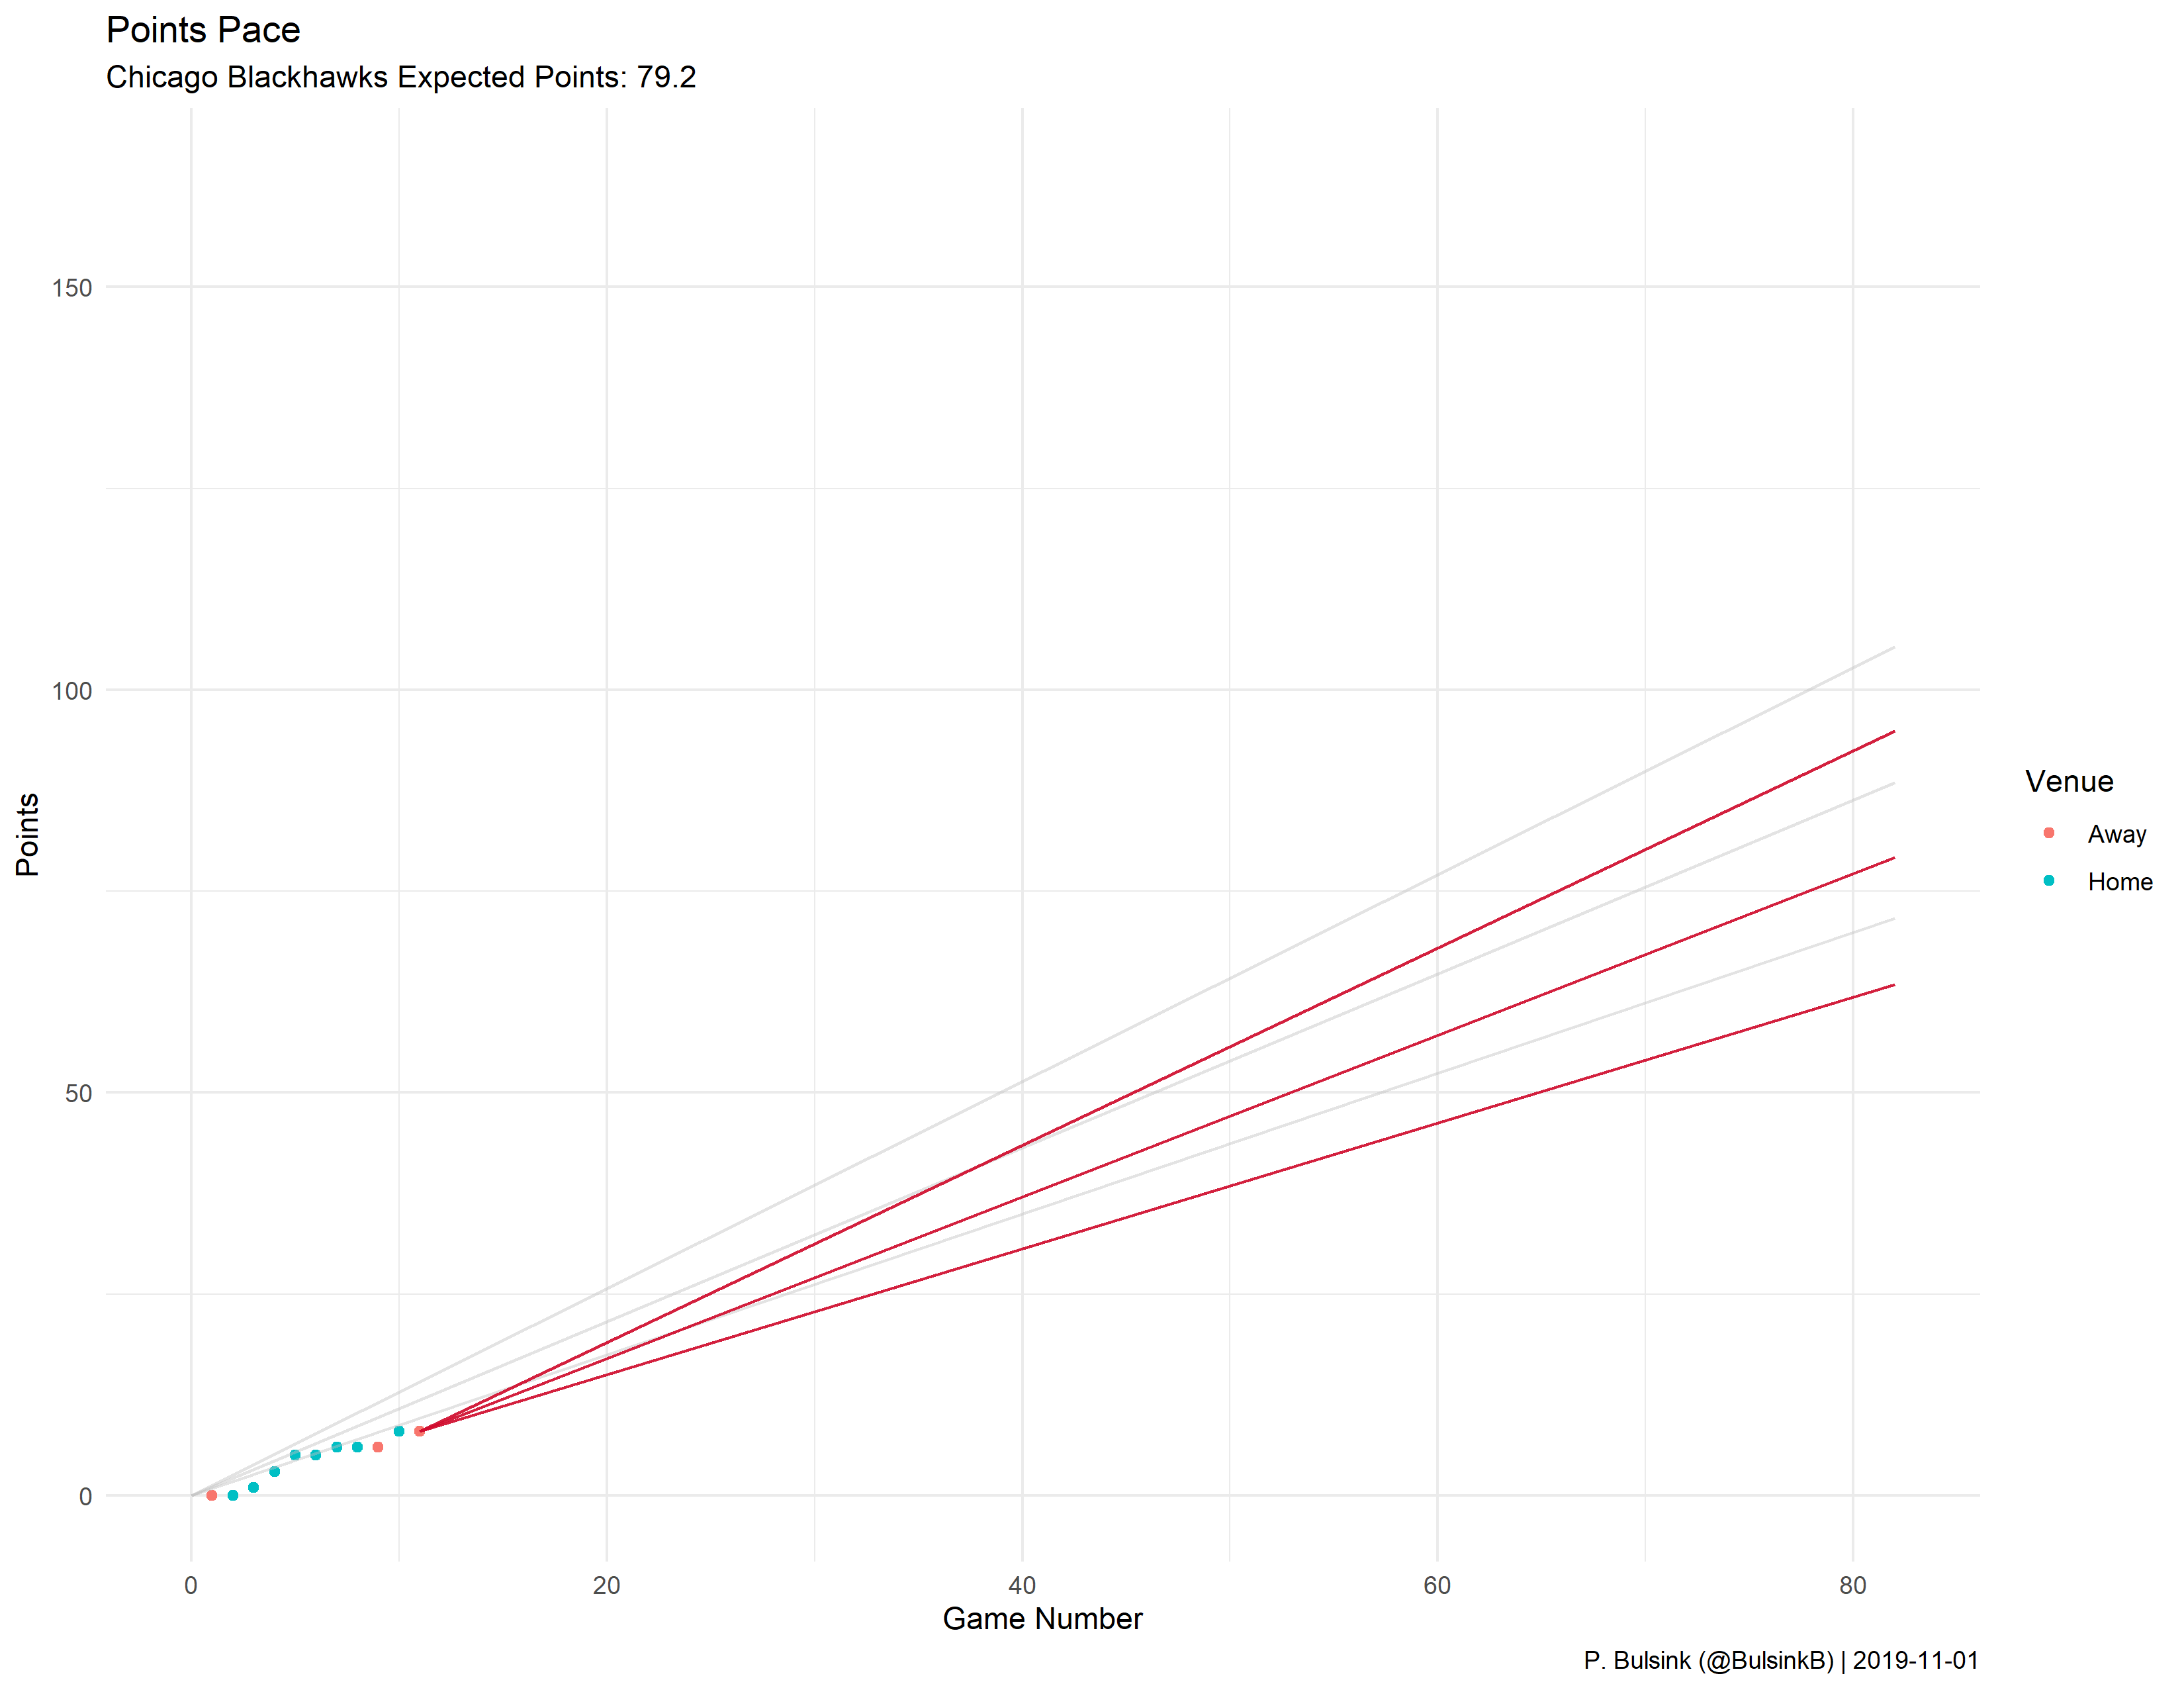 Points Pace
Chicago Blackhawks Expected Points: 79.2
150
100
50
0
Points
0 20 40 60 80
Game Number
Venue
Away
Home
P. Bulsink (@BulsinkB) | 2019-11-01